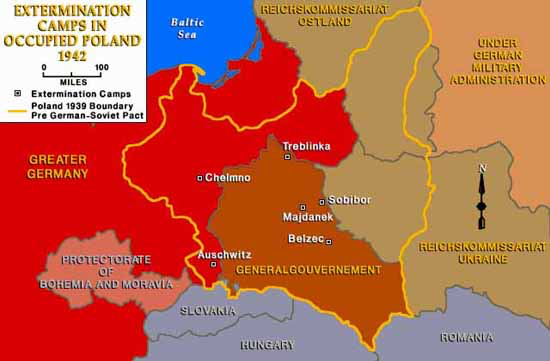 EXTERMINATION
CAMPS IN
OCCUPIED POLAND
1942
0 100
MILES
Extermination Camps
Poland 1939 Boundary
Pre German-Soviet Pact
Baltic
Sea
REICHSKOMMISSARIAT
OSTLAND
UNDER
GERMAN
MILITARY
ADMINISTRATION
GREATER
GERMANY
Treblinka
Chelmno
N
Sobibor
Majdanek
Belzec
REICHSKOMMISSARIAT
UKRAINE
Auschwitz
GENERALGOUVERNEMENT
PROTECTORATE
OF
BOHEMIA AND MORAVIA
SLOVAKIA
HUNGARY
ROMANIA